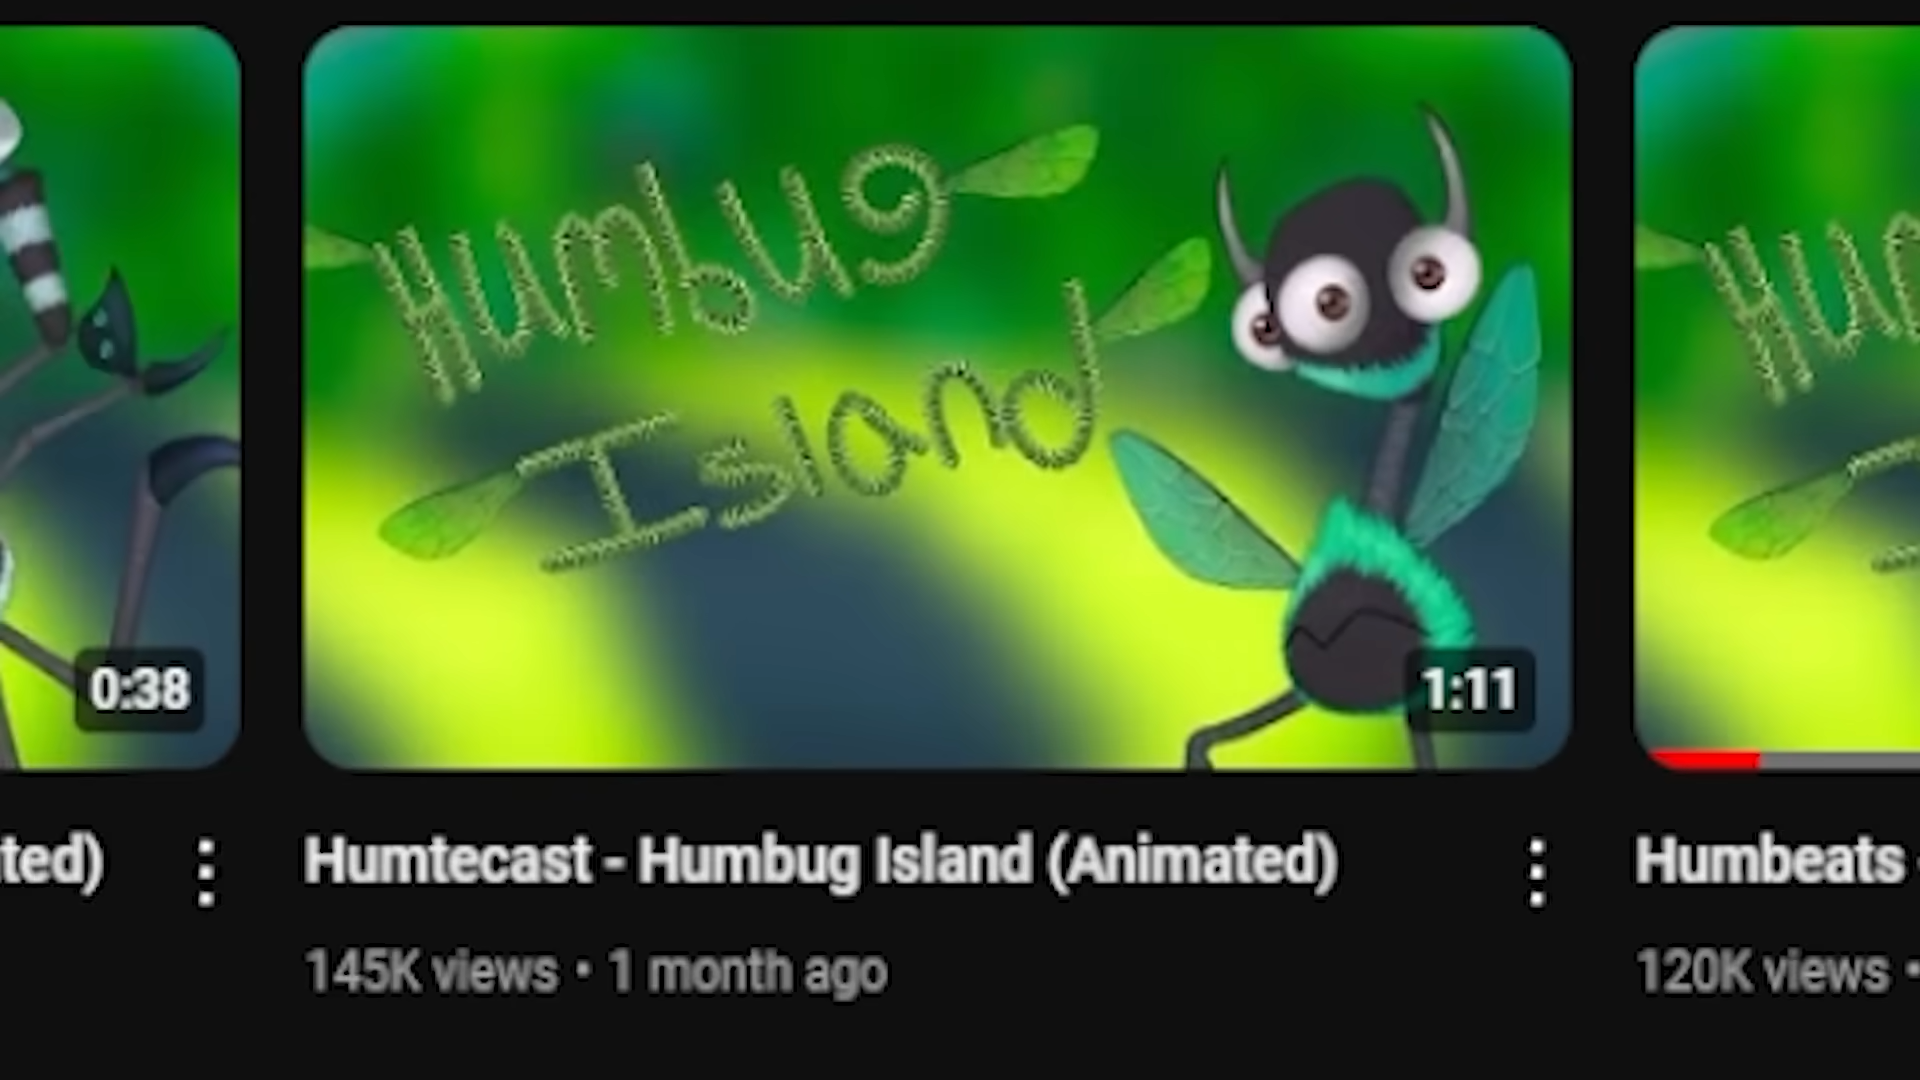 Humbug
Island
Hum
0:38
1:11
ted)
Humtecast - Humbug Island (Animated)
Humbeats
145K views • 1 month ago
120K views •